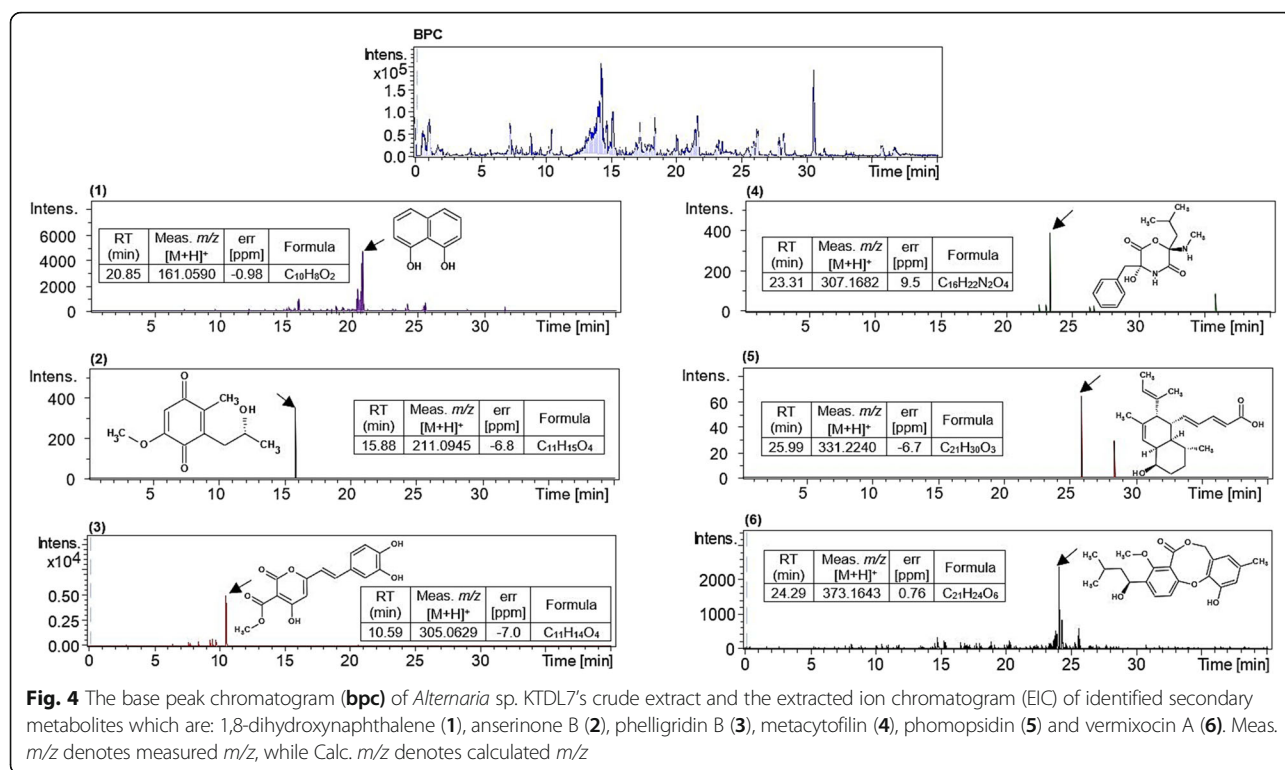 BPC
Intens.
x10⁵
1.5
1.0
0.5
0.0
0 5 10 15 20 25 30 35 Time [min]
(1)
Intens.
6000
4000
2000
0
RT (min) Meas. m/z [M+H]⁺ err [ppm] Formula
20.85 161.0590 -0.98 C₁₀H₈O₂
OH OH
5 10 15 20 25 30 Time [min]
(2)
Intens.
400
200
0
O CH₃ OH H₃C O O CH₃
RT (min) Meas. m/z [M+H]⁺ err [ppm] Formula
15.88 211.0945 -6.8 C₁₁H₁₅O₄
5 10 15 20 25 30 Time [min]
(3)
Intens.
x10⁴
0.50
0.25
0.00
OH OH O O O O H₃C OH
RT (min) Meas. m/z [M+H]⁺ err [ppm] Formula
10.59 305.0629 -7.0 C₁₁H₁₄O₄
0 5 10 15 20 25 30 Time [min]
(4)
Intens.
400
200
0
RT (min) Meas. m/z [M+H]⁺ err [ppm] Formula
23.31 307.1682 9.5 C₁₆H₂₂N₂O₄
CH₃ H₃C O H N CH₃ O HO N H O
5 10 15 20 25 30 Time [min]
(5)
Intens.
60
40
20
0
RT (min) Meas. m/z [M+H]⁺ err [ppm] Formula
25.99 331.2240 -6.7 C₂₁H₃₀O₃
H₃C CH₃ H₃C O OH H H CH₃ HO
5 10 15 20 25 30 Time [min]
(6)
Intens.
2000
1000
0
RT (min) Meas. m/z [M+H]⁺ err [ppm] Formula
24.29 373.1643 0.76 C₂₁H₂₄O₆
CH₃ H₃C H₃C O O O CH₃ OH O OH
0 5 10 15 20 25 30 Time [min]
Fig. 4 The base peak chromatogram (bpc) of Alternaria sp. KTDL7's crude extract and the extracted ion chromatogram (EIC) of identified secondary
metabolites which are: 1,8-dihydroxynaphthalene (1), anserinone B (2), phelligridin B (3), metacytofilin (4), phomopsidin (5) and vermixocin A (6). Meas.
m/z denotes measured m/z, while Calc. m/z denotes calculated m/z